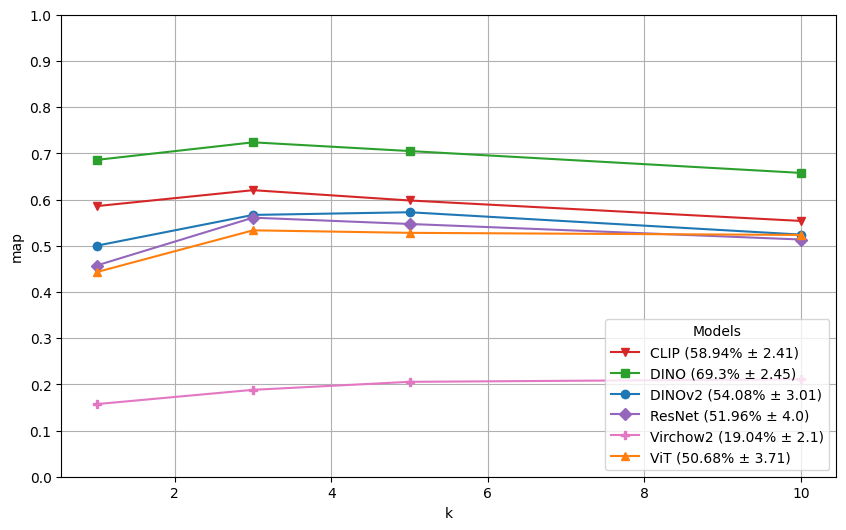 1.0
0.9
0.8
0.7
0.6
0.5
0.4
0.3
0.2
0.1
0.0
map
2
4
6
8
10
k
Models
CLIP (58.94% ± 2.41)
DINO (69.3% ± 2.45)
DINOv2 (54.08% ± 3.01)
ResNet (51.96% ± 4.0)
Virchow2 (19.04% ± 2.1)
ViT (50.68% ± 3.71)